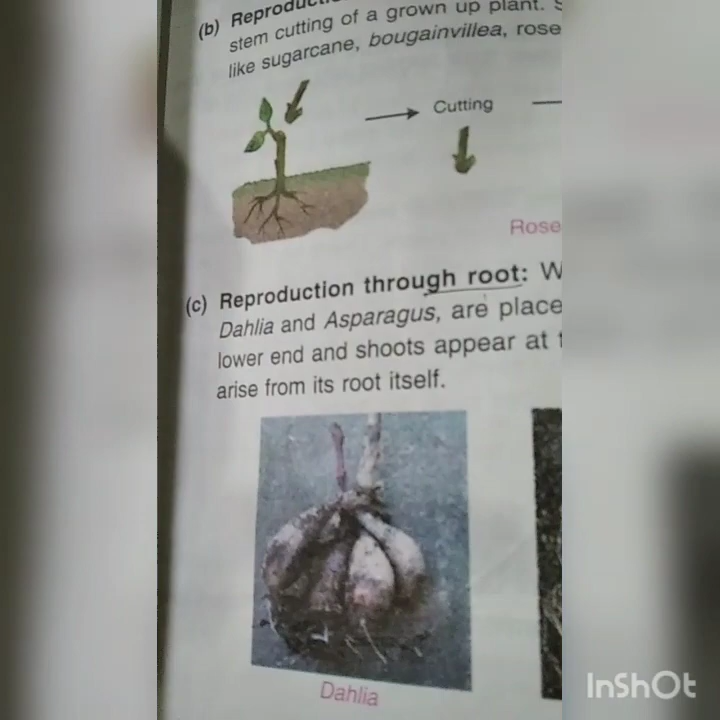 (b) Reproduc
stem cutting of a grown up plant.
like sugarcane, bougainvillea, rose
Cutting
Rose
(c) Reproduction through root: W
Dahlia and Asparagus, are place
lower end and shoots appear at
arise from its root itself.
Dahlia
InShOt